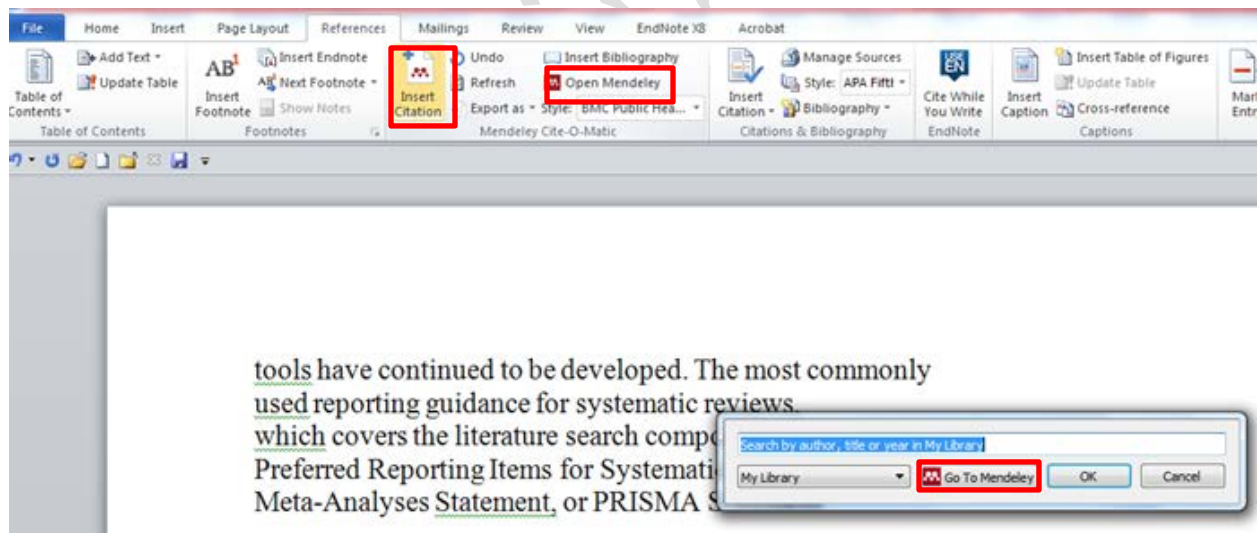 File Home Insert Page Layout References Mailings Review View EndNote X8 Acrobat
Table of Contents
Add Text
Update Table
Table of Contents
AB1 Insert Footnote
Insert Endnote
AB Next Footnote
Show Notes
Footnotes
Insert Citation
Undo
Refresh
Export as
Insert Bibliography
Open Mendeley
Style: BMC Public Hea...
Mendeley Cite-O-Matic
Insert Citation
Manage Sources
Style: APA Fifth
Bibliography
Citations & Bibliography
Cite While You Write
EndNote
Insert Caption
Insert Table of Figures
Update Table
Cross-reference
Captions
tools have continued to be developed. The most commonly
used reporting guidance for systematic reviews,
which covers the literature search
Preferred Reporting Items for
Meta-Analyses Statement, or PRISMA
Search by author, title or year in My Library
My Library Go To Mendeley OK Cancel